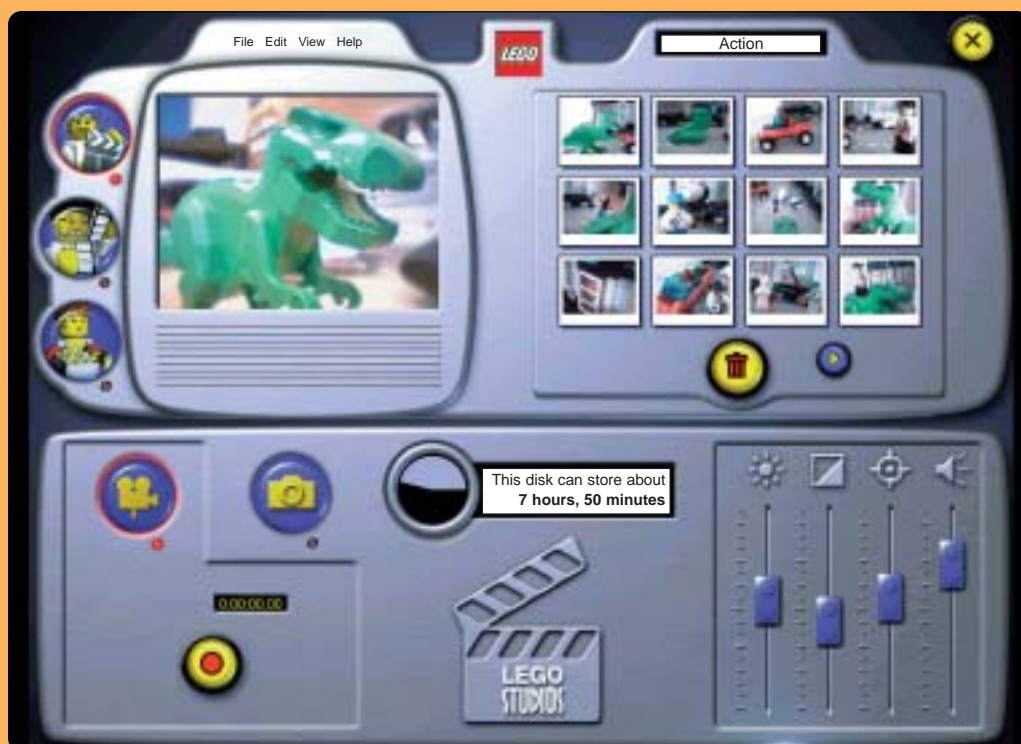 File Edit View Help
LEGO
Action
This disk can store about
7 hours, 50 minutes
0:00:00.00
LEGO
STUDIOS